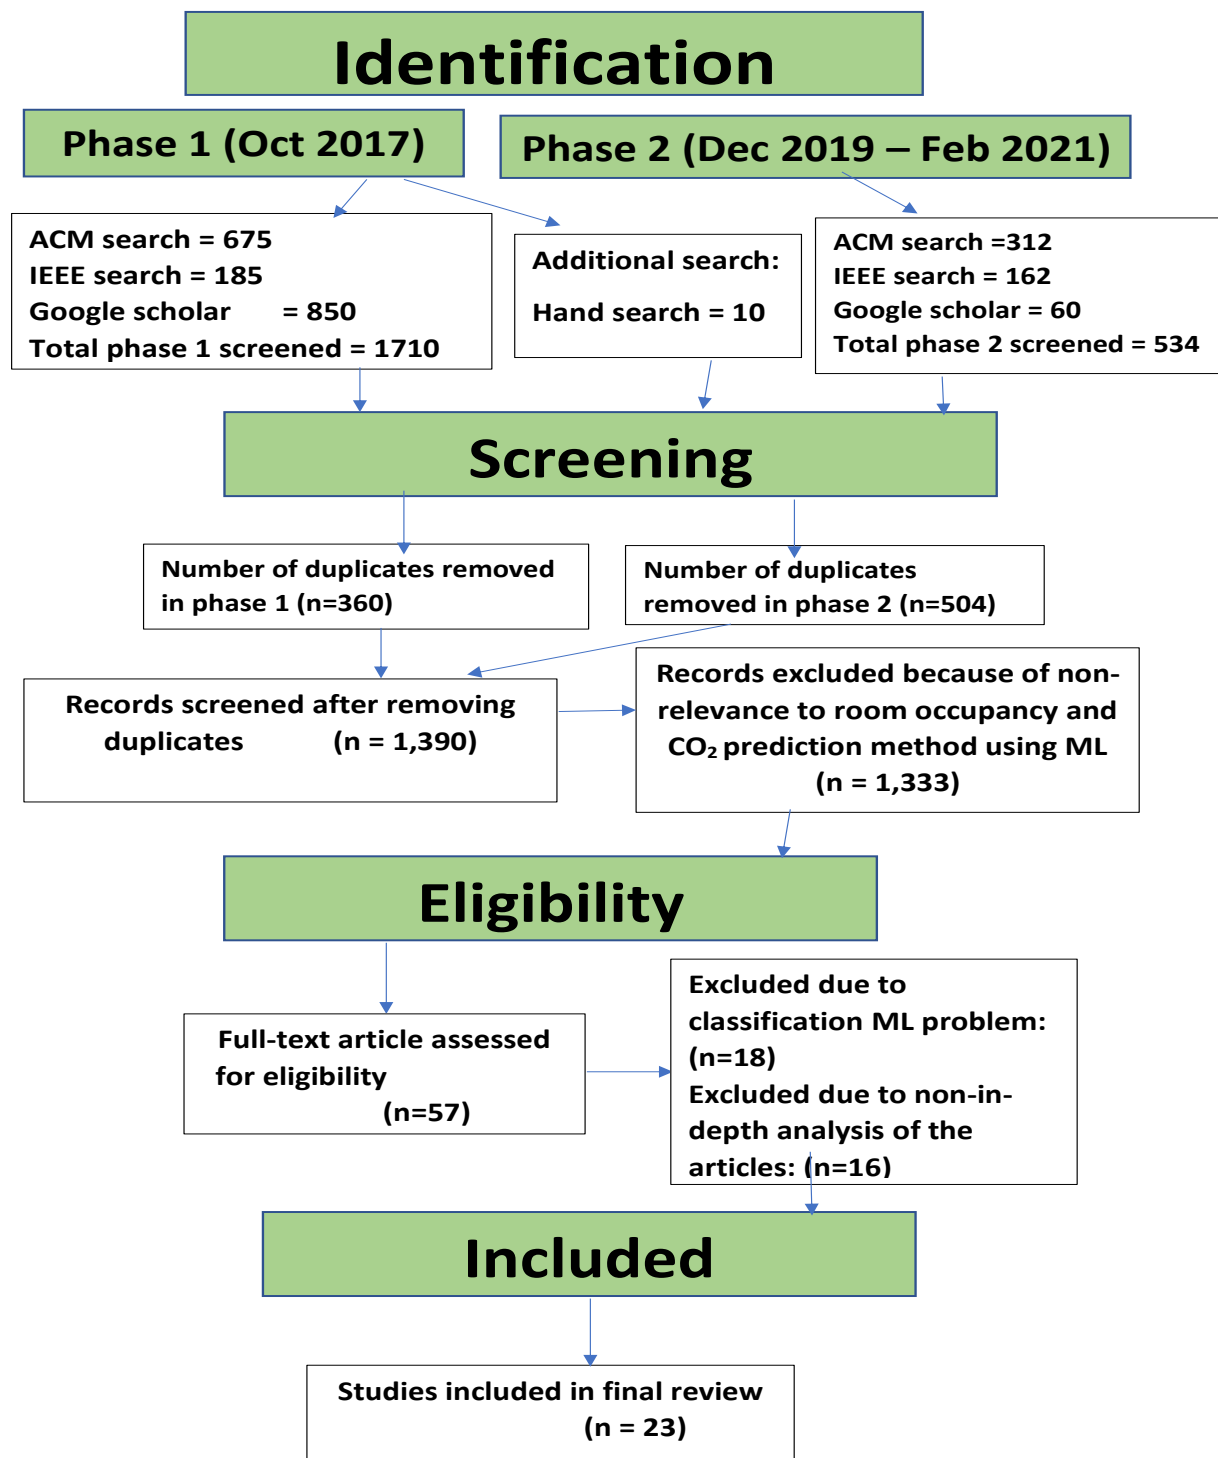 Identification
Phase 1 (Oct 2017)
Phase 2 (Dec 2019 – Feb 2021)
ACM search = 675
IEEE search = 185
Google scholar = 850
Total phase 1 screened = 1710
Additional search:
Hand search = 10
ACM search =312
IEEE search = 162
Google scholar = 60
Total phase 2 screened = 534
Screening
Number of duplicates removed
in phase 1 (n=360)
Number of duplicates
removed in phase 2 (n=504)
Records screened after removing
duplicates (n = 1,390)
Records excluded because of non-
relevance to room occupancy and
CO₂ prediction method using ML
(n = 1,333)
Eligibility
Full-text article assessed
for eligibility
(n=57)
Excluded due to
classification ML problem:
(n=18)
Excluded due to non-in-
depth analysis of the
articles: (n=16)
Included
Studies included in final review
(n = 23)